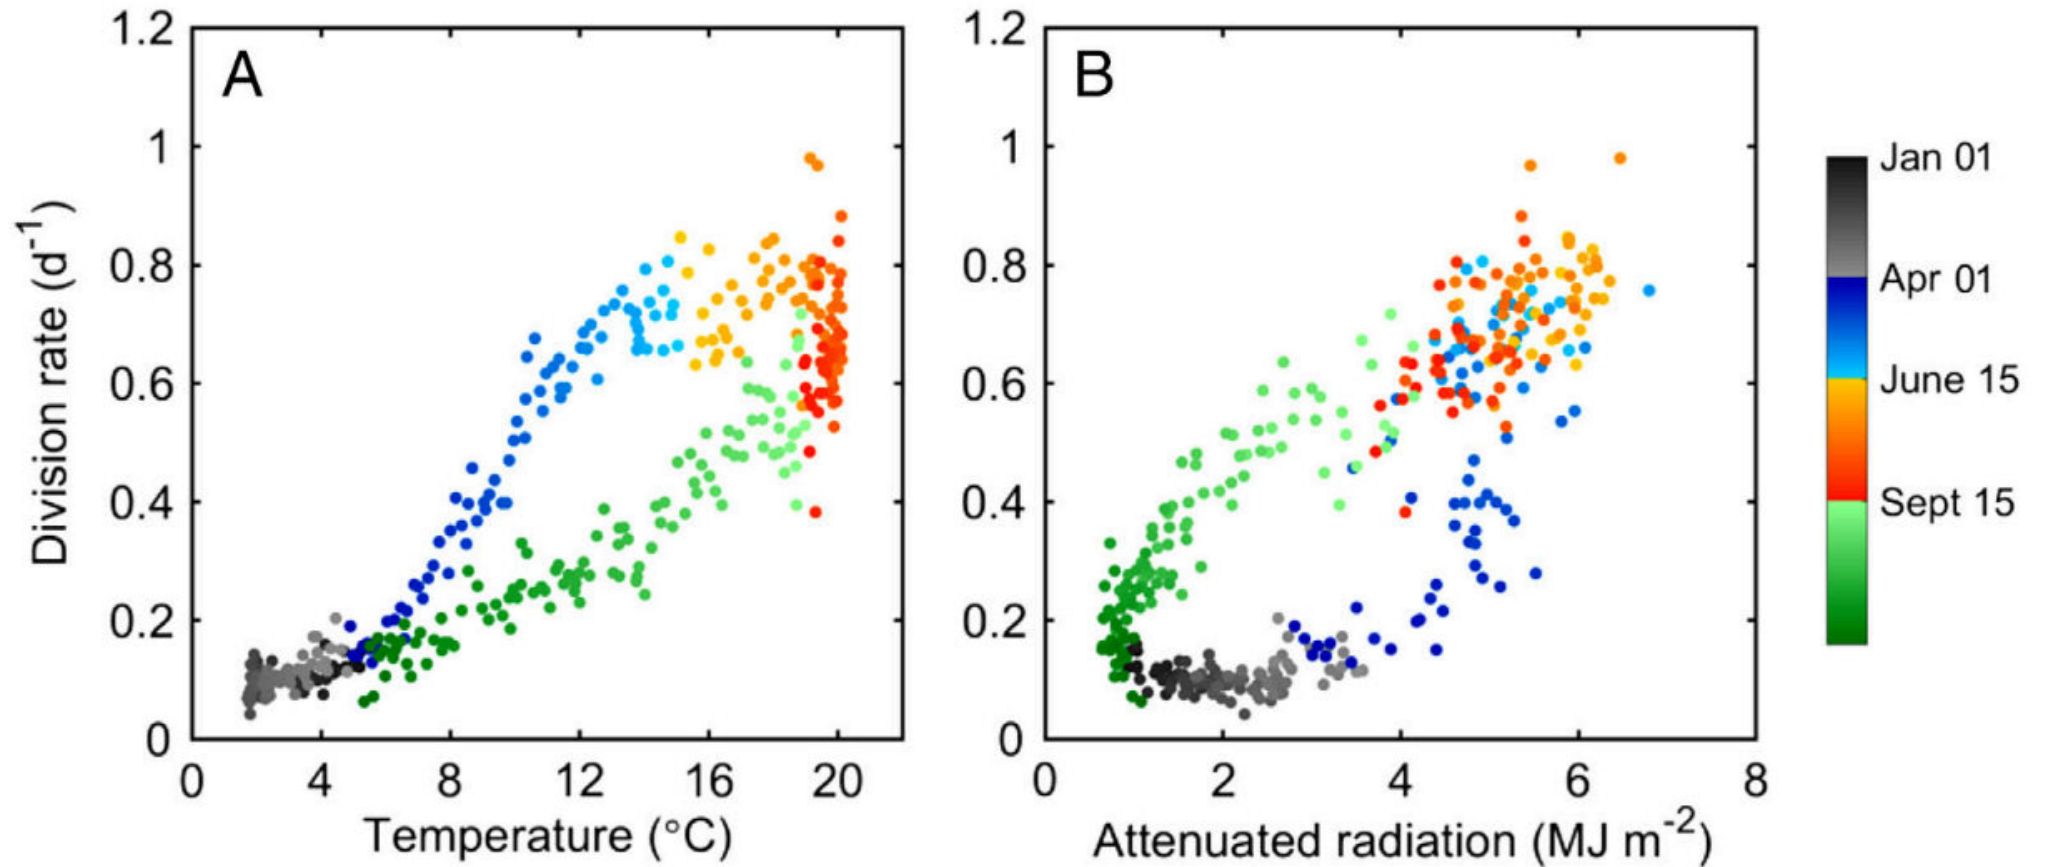 A
B
1.2
1
0.8
0.6
0.4
0.2
0
Division rate (d⁻¹)
0 4 8 12 16 20
Temperature (°C)
1.2
1
0.8
0.6
0.4
0.2
0
0 2 4 6 8
Attenuated radiation (MJ m⁻²)
Jan 01
Apr 01
June 15
Sept 15